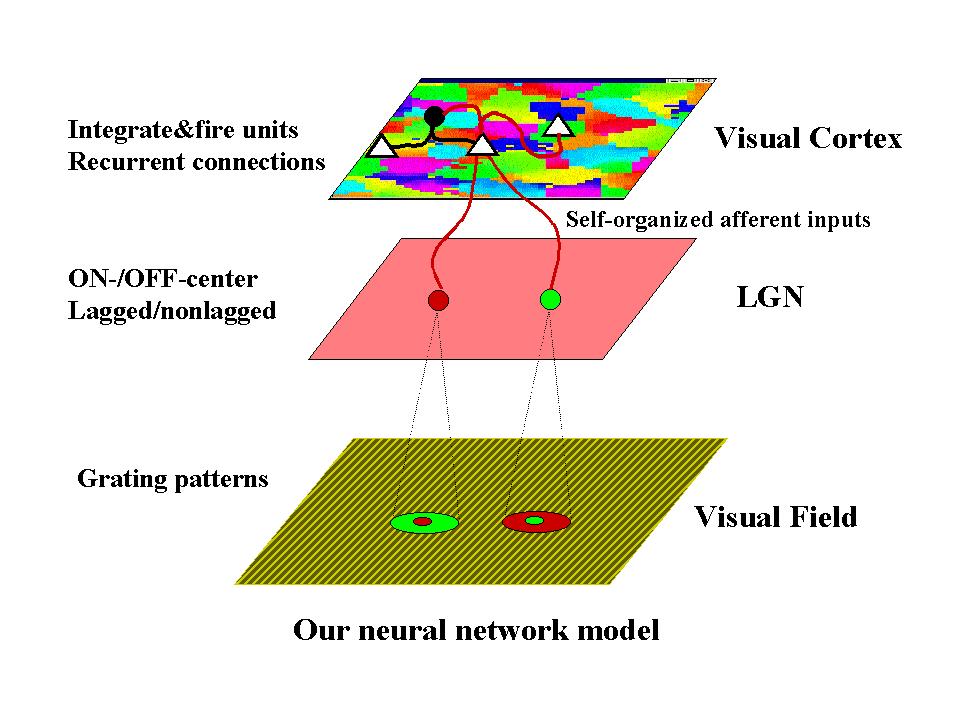 Integrate&fire units
Recurrent connections
Visual Cortex
Self-organized afferent inputs
ON-/OFF-center
Lagged/nonlagged
LGN
Grating patterns
Visual Field
Our neural network model